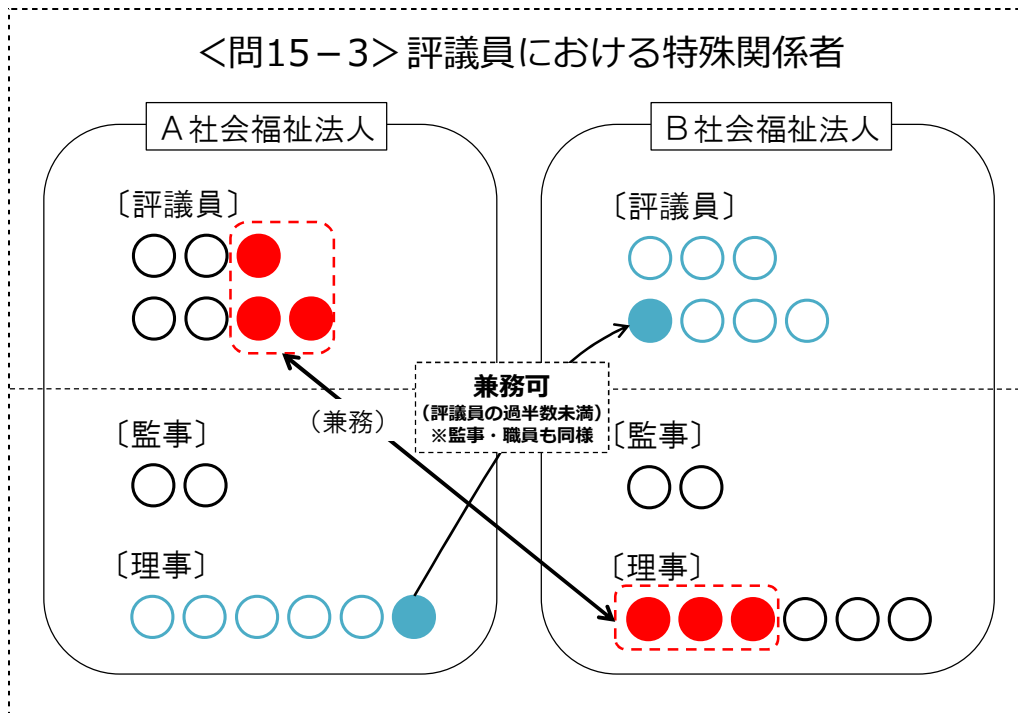 ＜問15－3＞評議員における特殊関係者
Ａ社会福祉法人
Ｂ社会福祉法人
〔評議員〕
〔評議員〕
兼務可
（評議員の過半数未満）
※監事・職員も同様
（兼務）
〔監事〕
〔監事〕
〔理事〕
〔理事〕